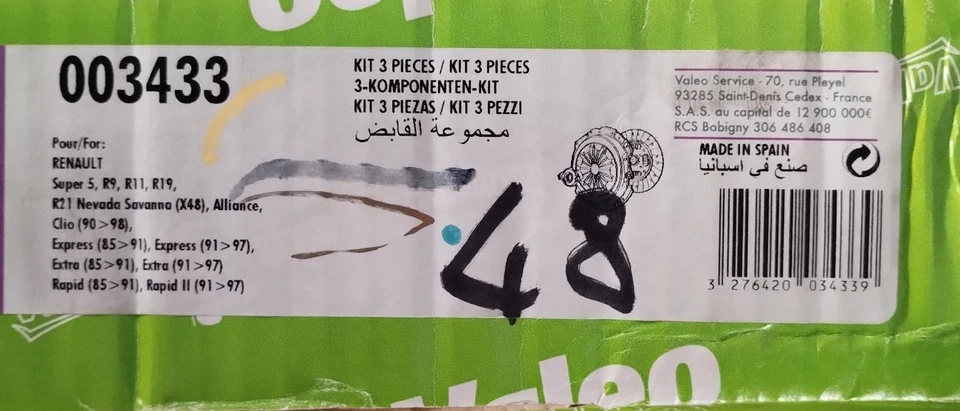 Valeo
003433
KIT 3 PIECES / KIT 3 PIECES
3-KOMPONENTEN-KIT
KIT 3 PIEZAS / KIT 3 PEZZI
مجموعة القابض
Pour/For:
RENAULT
Super 5, R9, R11, R19,
R21 Nevada Savanna (X48), Alliance,
Clio (90>98),
Express (85>91), Express (91>97),
Extra (85>91), Extra (91>97)
Rapid (85>91), Rapid II (91>97)
48
Valeo Service - 70, rue Pleyel
93285 Saint-Denis Cedex - France
S.A.S. au capital de 12 900 000€
RCS Bobigny 306 486 408
MADE IN SPAIN
صنع في اسبانيا
3 276420 034339
Valeo